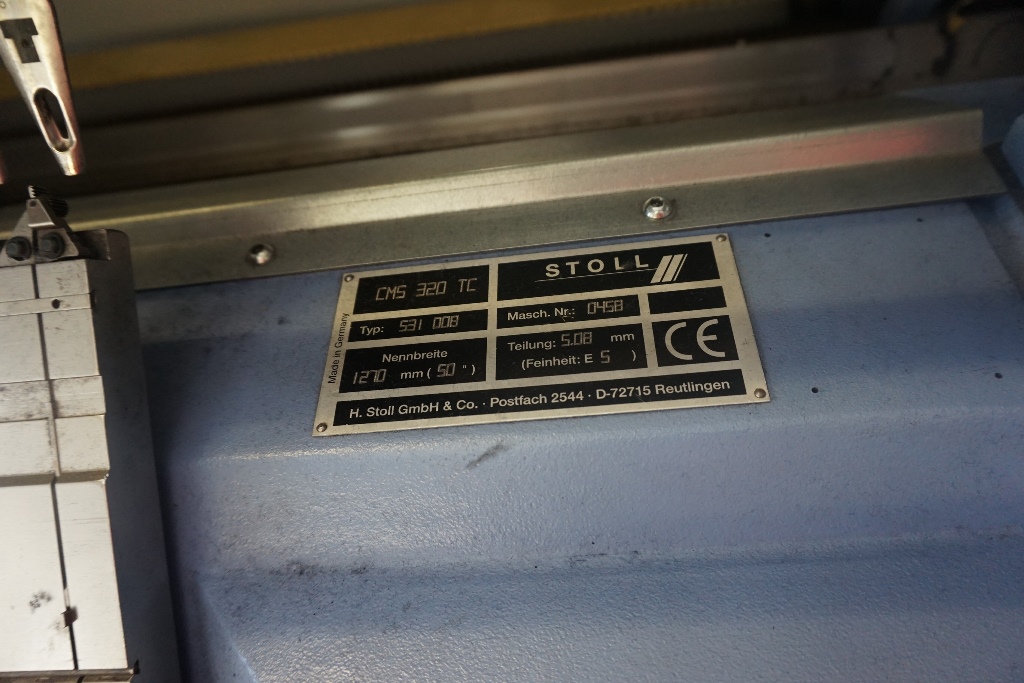 CMS 320 TC
STOLL
Typ: 531 008
Masch. Nr.: 0458
Nennbreite
1270 mm ( 50 " )
Teilung: 5.08 mm
(Feinheit: E 5 )
CE
H. Stoll GmbH & Co. · Postfach 2544 · D-72715 Reutlingen
Made in Germany